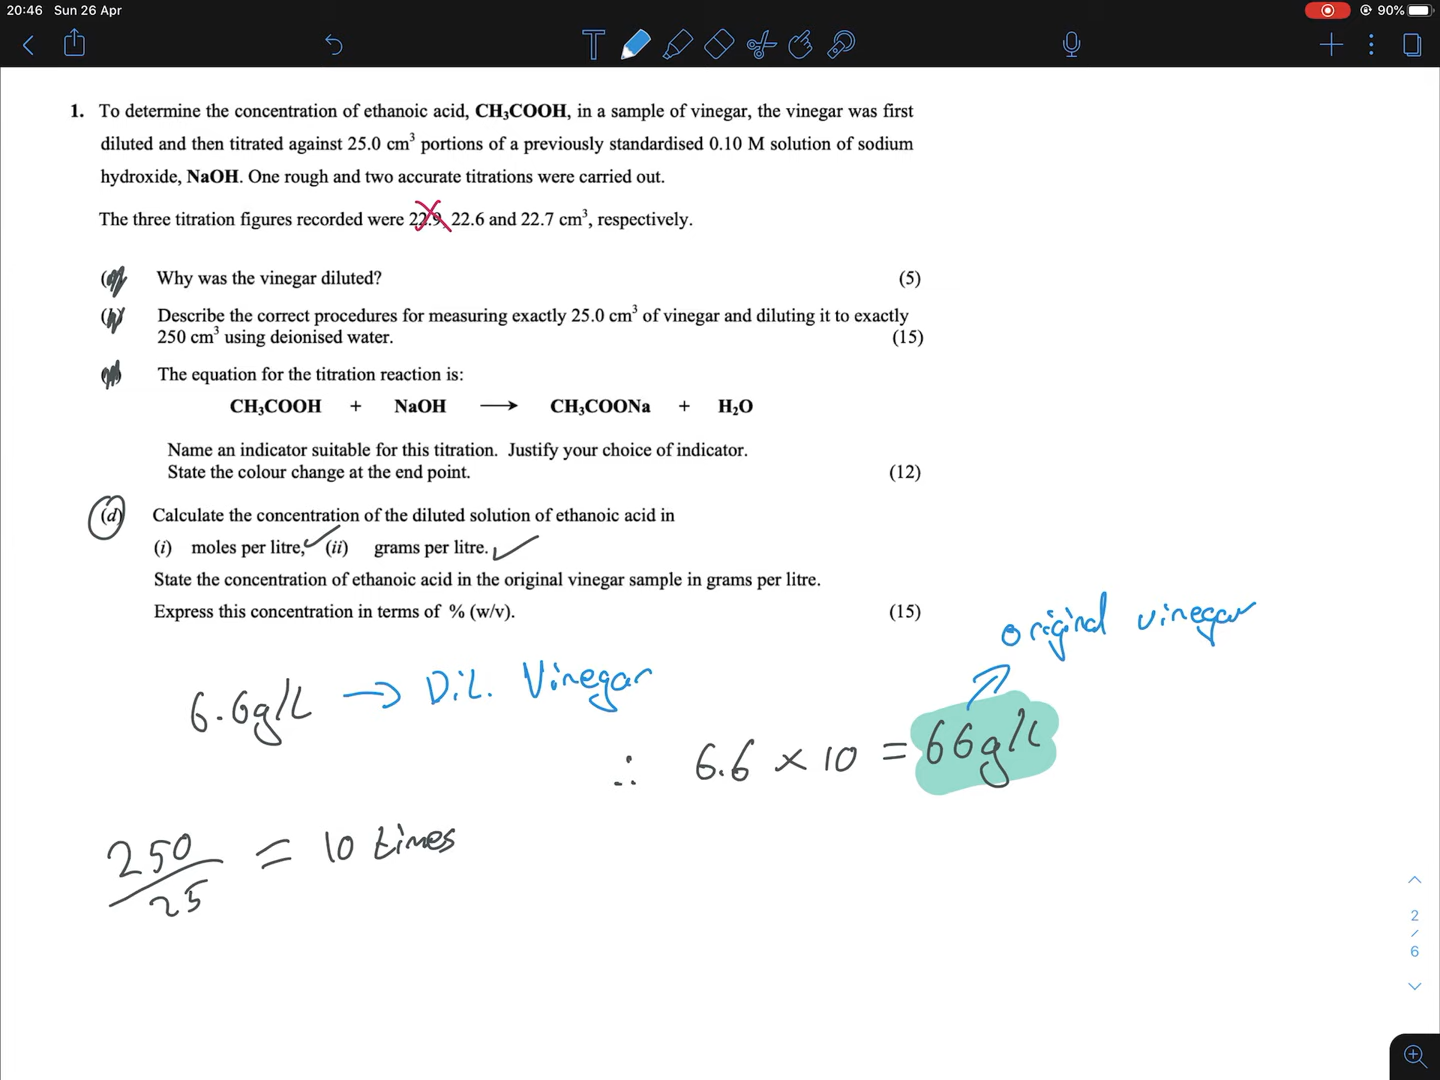 20:46 Sun 26 Apr
90%
T
1. To determine the concentration of ethanoic acid, CH₃COOH, in a sample of vinegar, the vinegar was first
diluted and then titrated against 25.0 cm³ portions of a previously standardised 0.10 M solution of sodium
hydroxide, NaOH. One rough and two accurate titrations were carried out.
The three titration figures recorded were 22.9, 22.6 and 22.7 cm³, respectively.
Why was the vinegar diluted? (5)
(b) Describe the correct procedures for measuring exactly 25.0 cm³ of vinegar and diluting it to exactly
250 cm³ using deionised water. (15)
The equation for the titration reaction is:
CH₃COOH + NaOH ⟶ CH₃COONa + H₂O
Name an indicator suitable for this titration. Justify your choice of indicator.
State the colour change at the end point. (12)
(d) Calculate the concentration of the diluted solution of ethanoic acid in
(i) moles per litre, (ii) grams per litre.
State the concentration of ethanoic acid in the original vinegar sample in grams per litre.
Express this concentration in terms of % (w/v). (15)
original vinegar
6.6g/L → Dil. Vinegar
∴ 6.6 × 10 = 66g/L
250/25 = 10 times
2
/
6